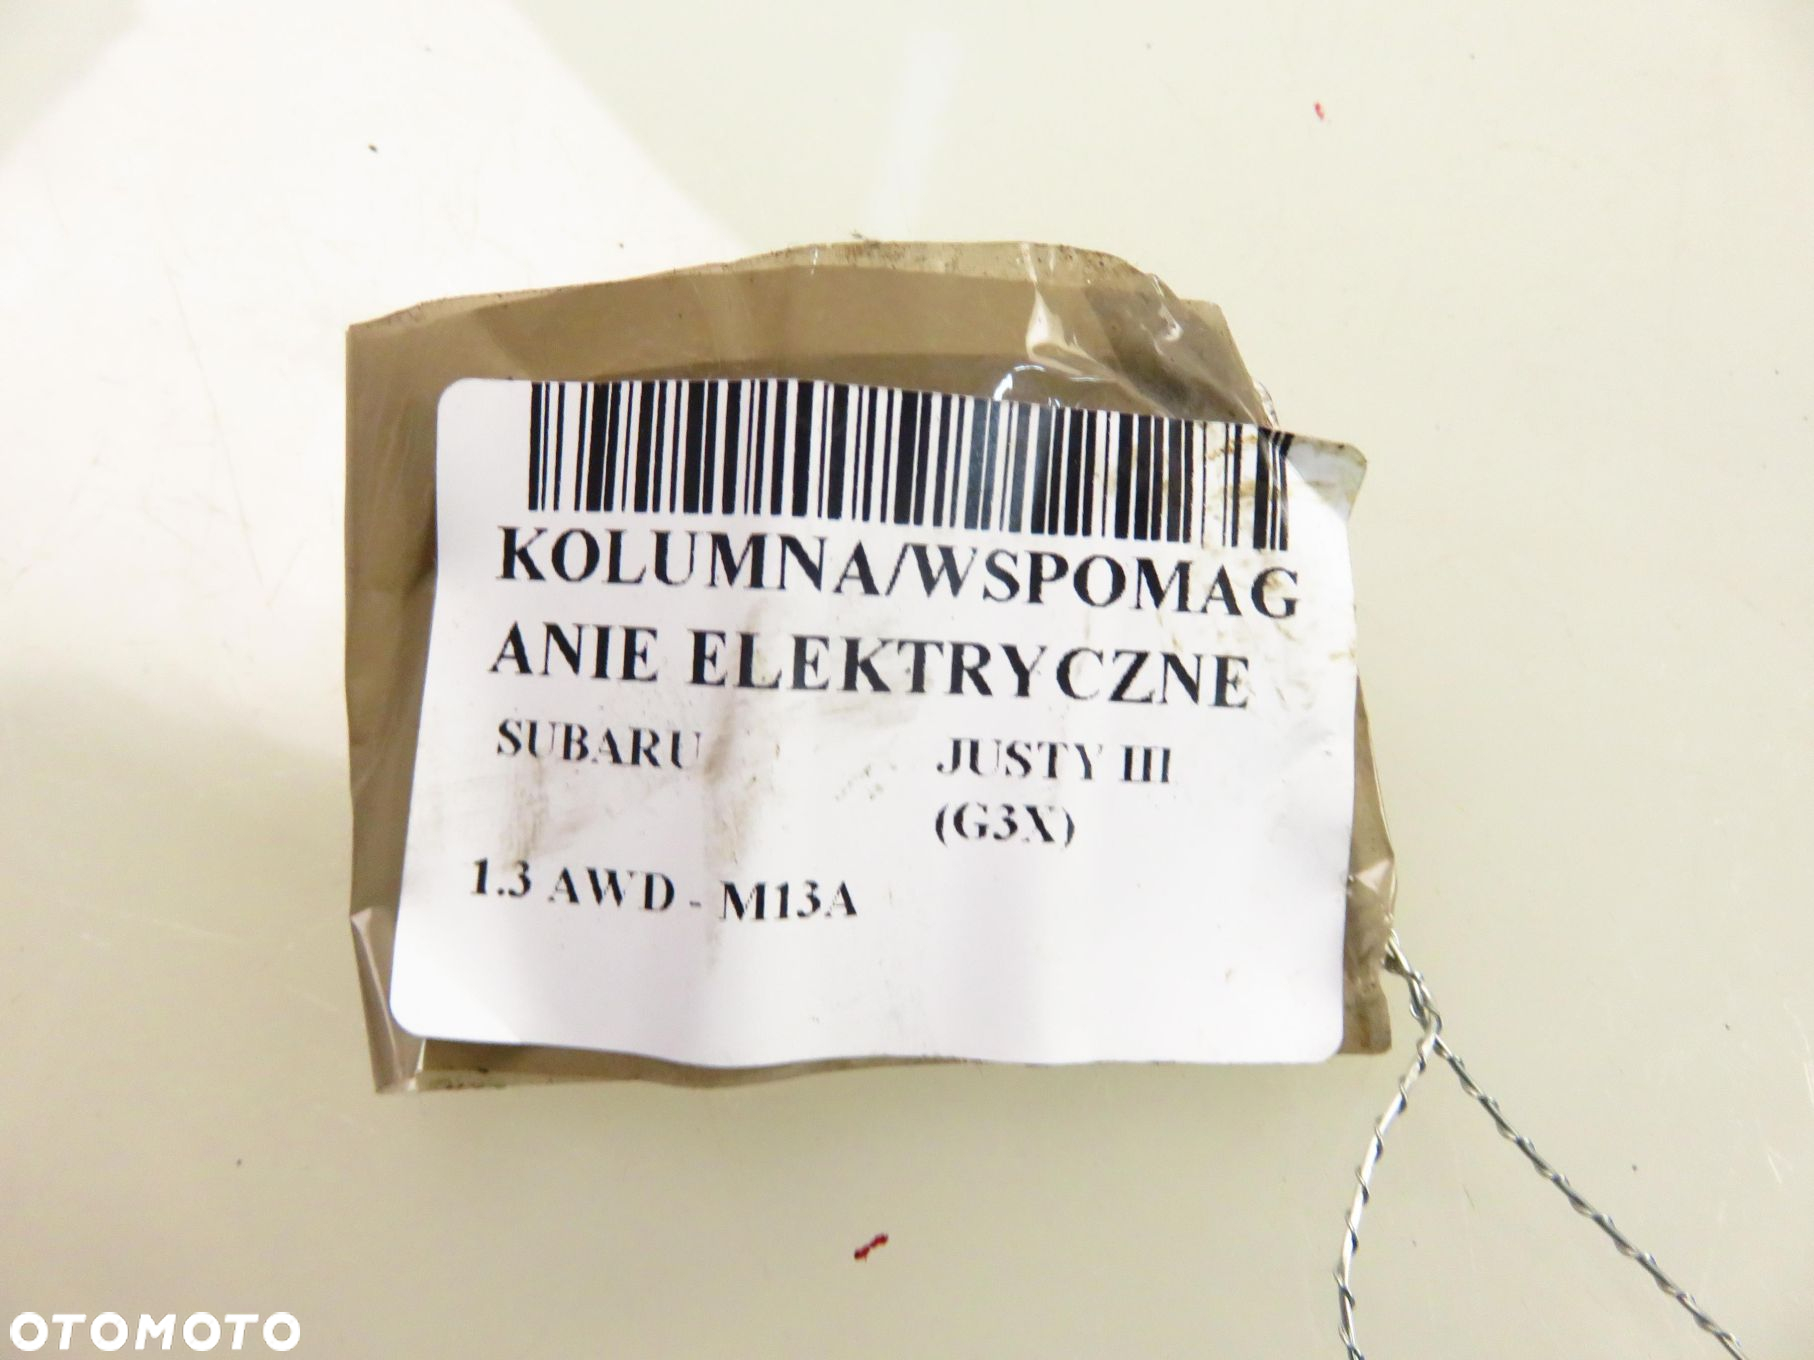 KOLUMNA/WSPOMAG
ANIE ELEKTRYCZNE
SUBARU JUSTY III
(G3X)
1.3 AWD - M13A
OTOMOTO